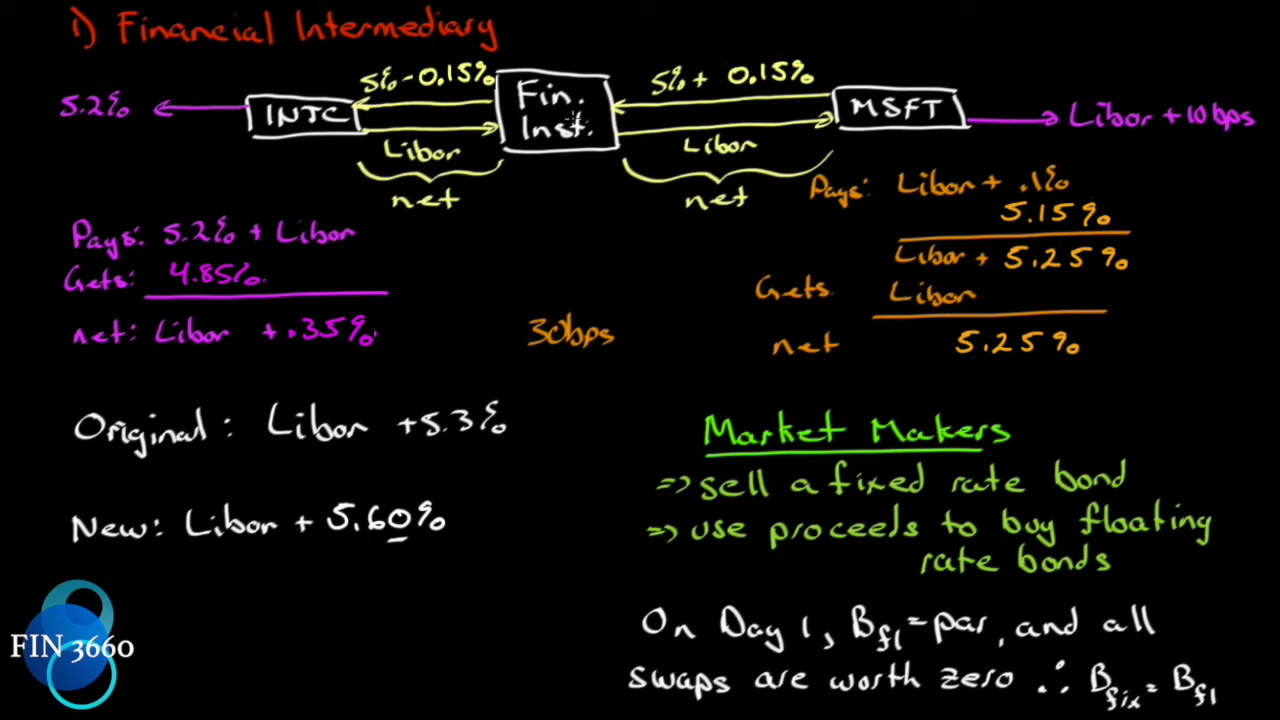 1) Financial Intermediary
5% - 0.15%
5% + 0.15%
5.2%
INTC
Fin. Inst.
MSFT
Libor + 10 bps
Libor
Libor
net
net
Pays: 5.2% + Libor
Gets: 4.85%
net: Libor + .35%
30bps
Pays: Libor + .1%
5.15%
Libor + 5.25%
Gets Libor
net 5.25%
Original: Libor + 5.3%
New: Libor + 5.60%
Market Makers
=> sell a fixed rate bond
=> use proceeds to buy floating
rate bonds
On Day 1, Bfl = par, and all
swaps are worth zero ∴ Bfix = Bfl
FIN 3660